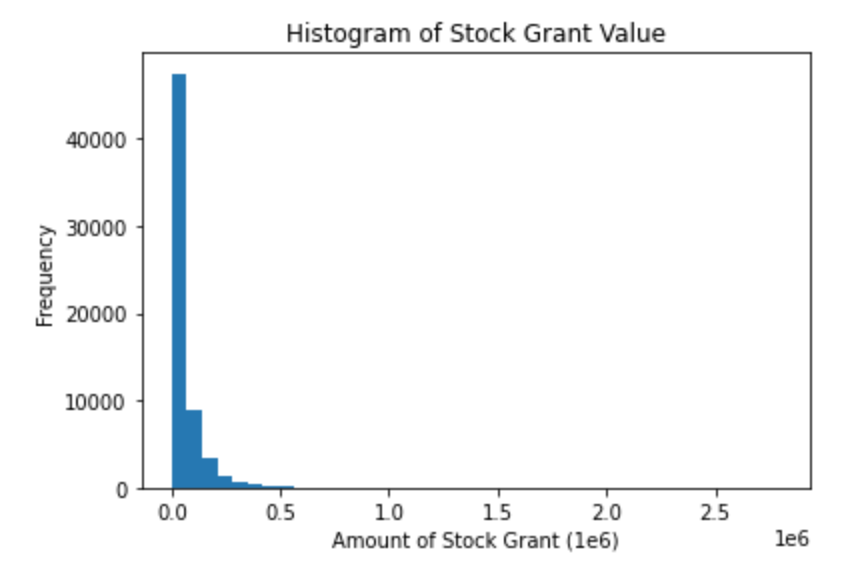 Histogram of Stock Grant Value
40000
30000
20000
10000
0
Frequency
0.0 0.5 1.0 1.5 2.0 2.5
1e6
Amount of Stock Grant (1e6)